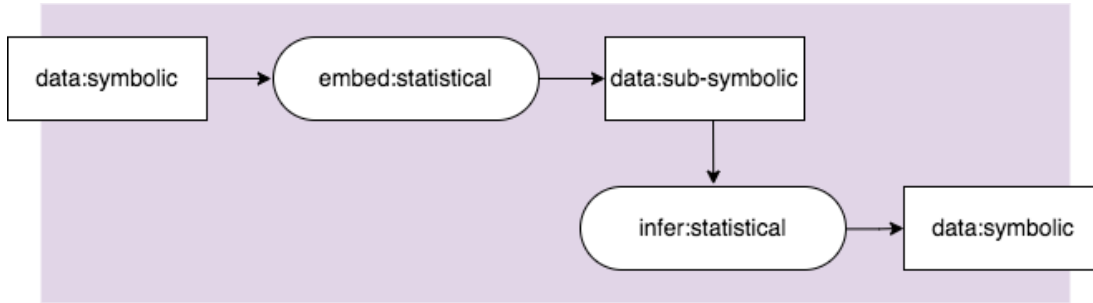 data:symbolic
embed:statistical
data:sub-symbolic
infer:statistical
data:symbolic